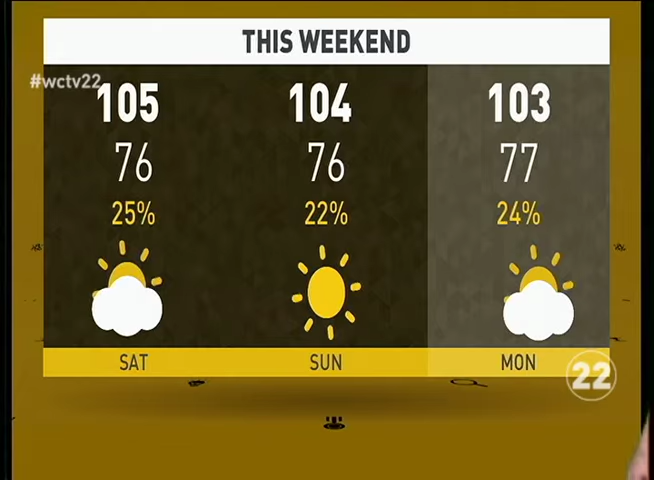 THIS WEEKEND
#wctv22
105 104 103
76 76 77
25% 22% 24%
SAT SUN MON
22